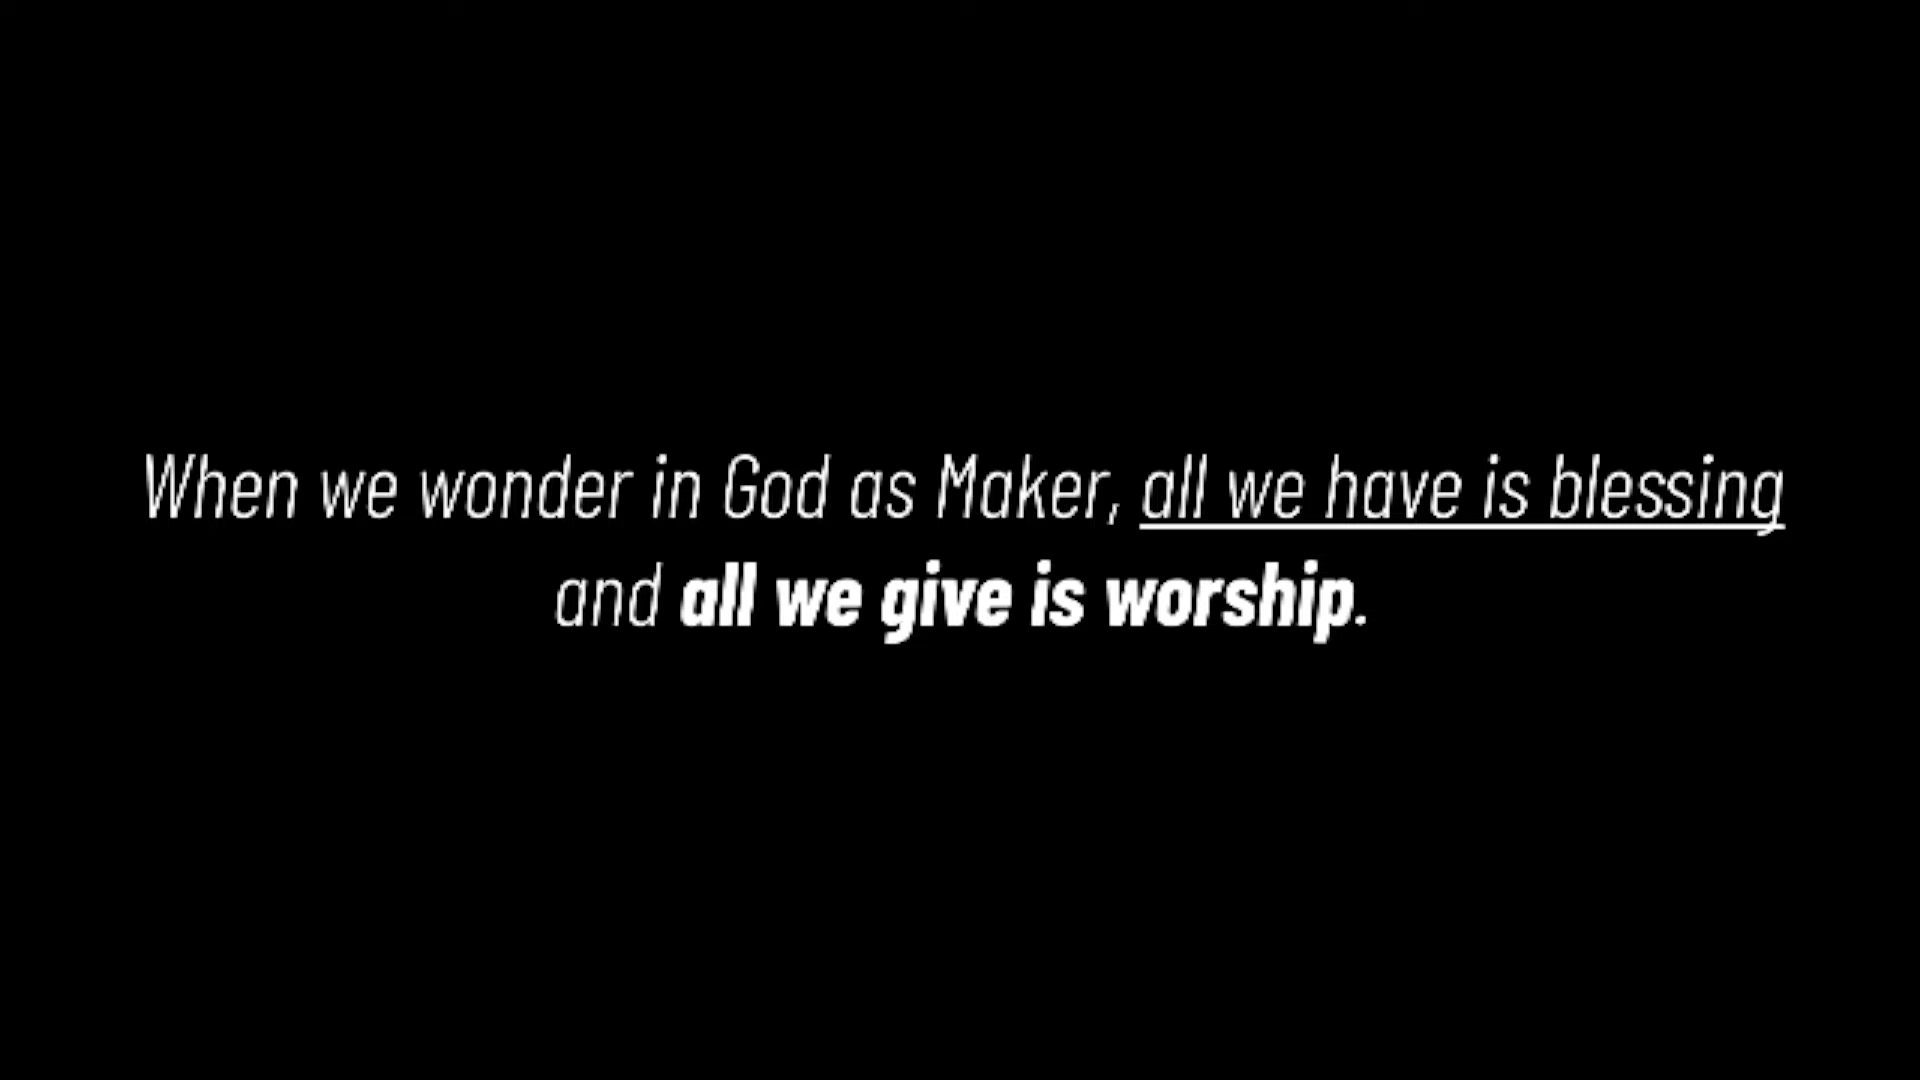 When we wonder in God as Maker, all we have is blessing
and all we give is worship.